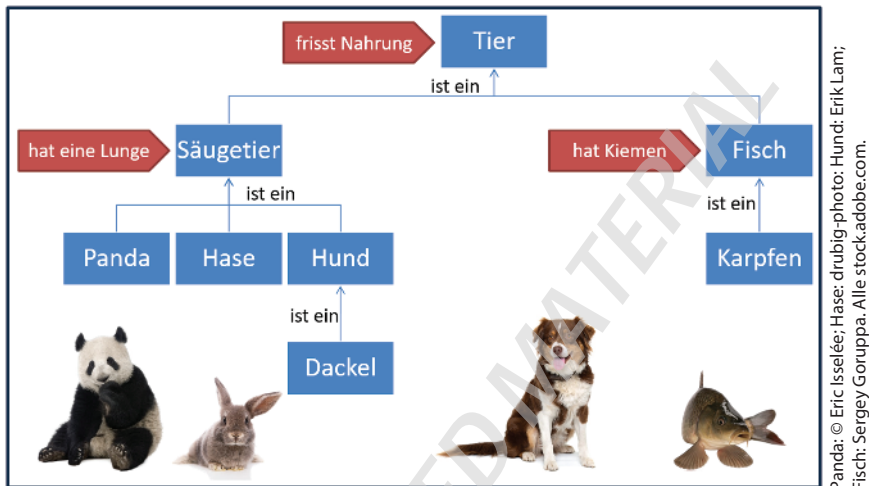 frisst Nahrung
Tier
ist ein
hat eine Lunge
Säugetier
hat Kiemen
Fisch
ist ein
ist ein
Panda
Hase
Hund
Karpfen
ist ein
Dackel
ED MATERIAL
Panda: © Eric Isselée; Hase: drubig-photo: Hund: Erik Lam;
Fisch: Sergey Goruppa. Alle stock.adobe.com.